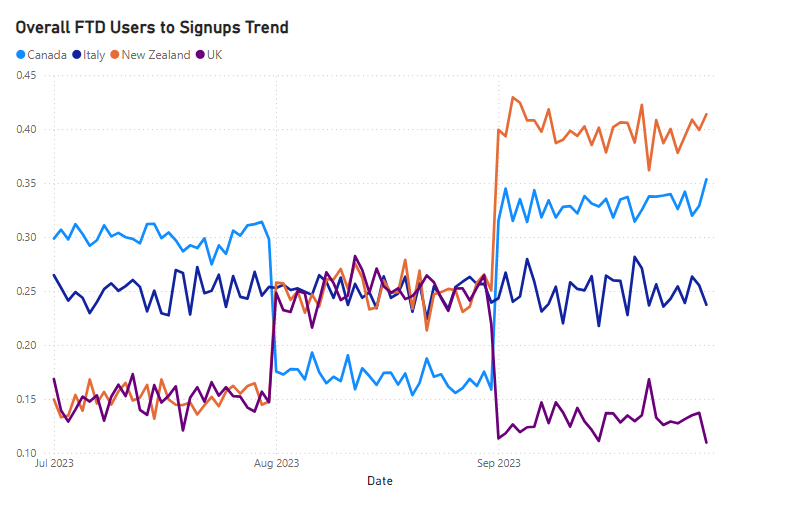 Overall FTD Users to Signups Trend
Canada Italy New Zealand UK
0.45
0.40
0.35
0.30
0.25
0.20
0.15
0.10
Jul 2023 Aug 2023 Sep 2023
Date